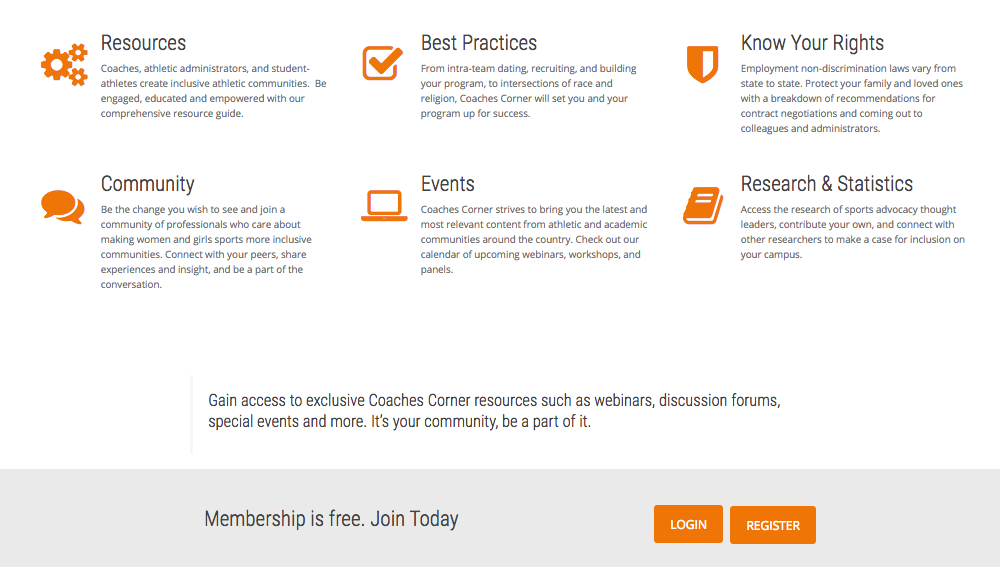 Resources
Coaches, athletic administrators, and student-
athletes create inclusive athletic communities.  Be
engaged, educated and empowered with our
comprehensive resource guide.
Best Practices
From intra-team dating, recruiting, and building
your program, to intersections of race and
religion, Coaches Corner will set you and your
program up for success.
Know Your Rights
Employment non-discrimination laws vary from
state to state. Protect your family and loved ones
with a breakdown of recommendations for
contract negotiations and coming out to
colleagues and administrators.
Community
Be the change you wish to see and join a
community of professionals who care about
making women and girls sports more inclusive
communities. Connect with your peers, share
experiences and insight, and be a part of the
conversation.
Events
Coaches Corner strives to bring you the latest and
most relevant content from athletic and academic
communities around the country. Check out our
calendar of upcoming webinars, workshops, and
panels.
Research & Statistics
Access the research of sports advocacy thought
leaders, contribute your own, and connect with
other researchers to make a case for inclusion on
your campus.
Gain access to exclusive Coaches Corner resources such as webinars, discussion forums,
special events and more. It's your community, be a part of it.
Membership is free. Join Today
LOGIN
REGISTER